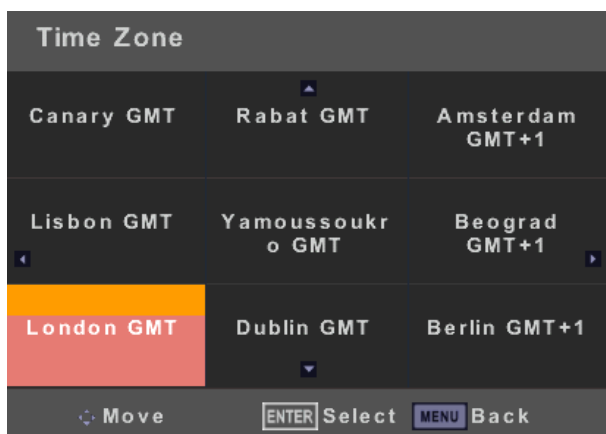 Time Zone
Canary GMT
Rabat GMT
Amsterdam
GMT+1
Lisbon GMT
Yamoussoukr
o GMT
Beograd
GMT+1
London GMT
Dublin GMT
Berlin GMT+1
Move
ENTER Select
MENU Back